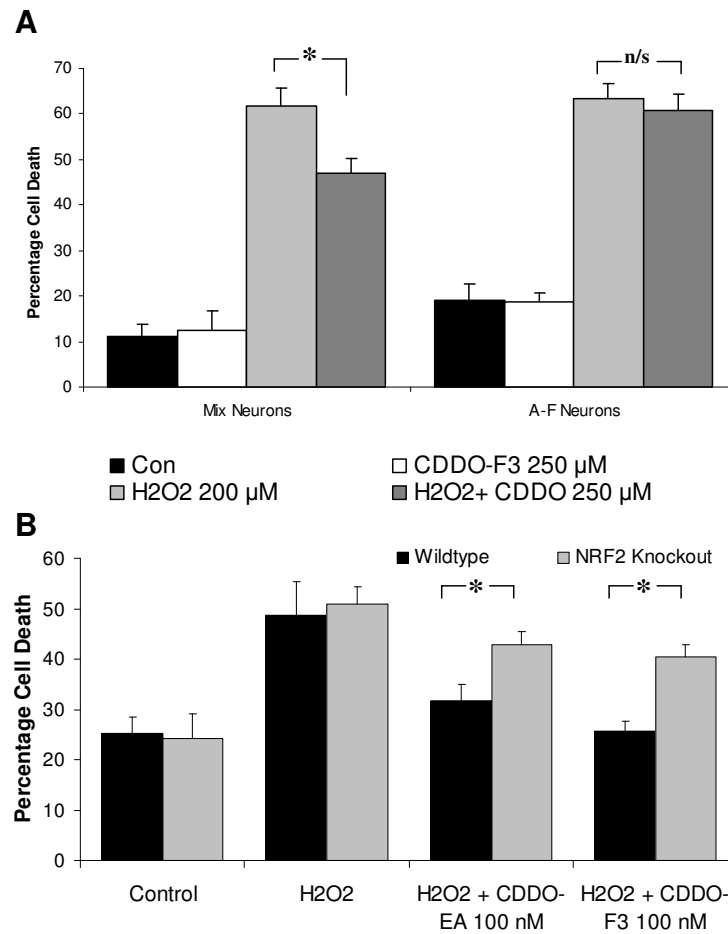 A
Percentage Cell Death
70
60
50
40
30
20
10
0
*
n/s
Mix Neurons
A-F Neurons
Con
CDDO-F3 250 µM
H2O2 200 µM
H2O2+ CDDO 250 µM
B
Percentage Cell Death
60
50
40
30
20
10
0
Wildtype
NRF2 Knockout
*
*
Control
H2O2
H2O2 + CDDO-
EA 100 nM
H2O2 + CDDO-
F3 100 nM